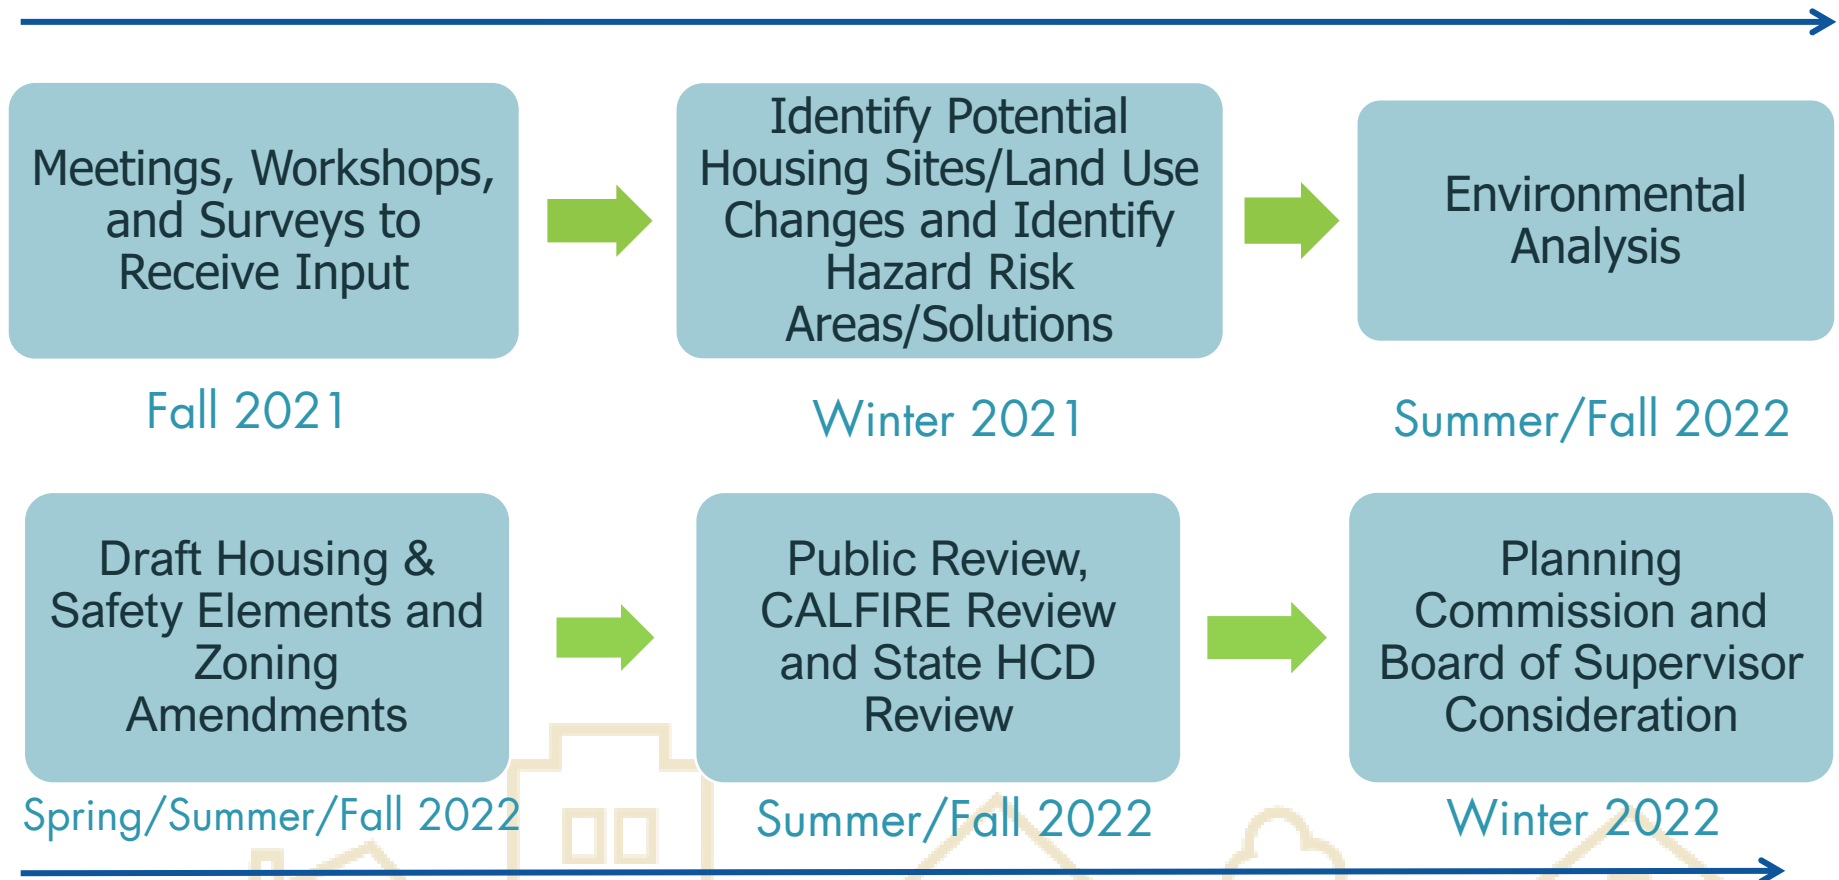 Meetings, Workshops,
and Surveys to
Receive Input
Fall 2021
Identify Potential
Housing Sites/Land Use
Changes and Identify
Hazard Risk
Areas/Solutions
Winter 2021
Environmental
Analysis
Summer/Fall 2022
Draft Housing &
Safety Elements and
Zoning
Amendments
Spring/Summer/Fall 2022
Public Review,
CALFIRE Review
and State HCD
Review
Summer/Fall 2022
Planning
Commission and
Board of Supervisor
Consideration
Winter 2022